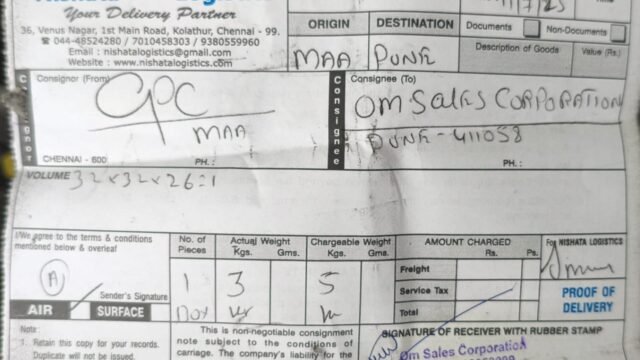 Your Delivery Partner
36, Venus Nagar, 1st Main Road, Kolathur, Chennai - 99.
044-48524280 / 7010458303 / 9380559960
Email : nishatalogistics@gmail.com
Website : www.nishatalogistics.com
ORIGIN
DESTINATION
Documents
Non-Documents
MAA
PUNE
Description of Goods
Value (Rs.)
Consignor (From)
CPC
MAA
CHENNAI - 600
PH. :
Consignee
Consignee (To)
OM SALES CORPORATION
PUNE - 411058
PH. :
VOLUME 32x32x26=1
I/We agree to the terms & conditions
mentioned below & overleaf
No. of
Pieces
Actual Weight
Kgs. Gms.
Chargeable Weight
Kgs. Gms.
AMOUNT CHARGED
Rs. Ps.
For NISHATA LOGISTICS
A
1
3
5
Freight
Service Tax
Total
Sender's Signature
AIR
SURFACE
PROOF OF
DELIVERY
Note :
1. Retain this copy for your records.
Duplicate will not be issued.
This is non-negotiable consignment
note subject to the conditions of
carriage. The company's liability for the
SIGNATURE OF RECEIVER WITH RUBBER STAMP
Om Sales Corporation